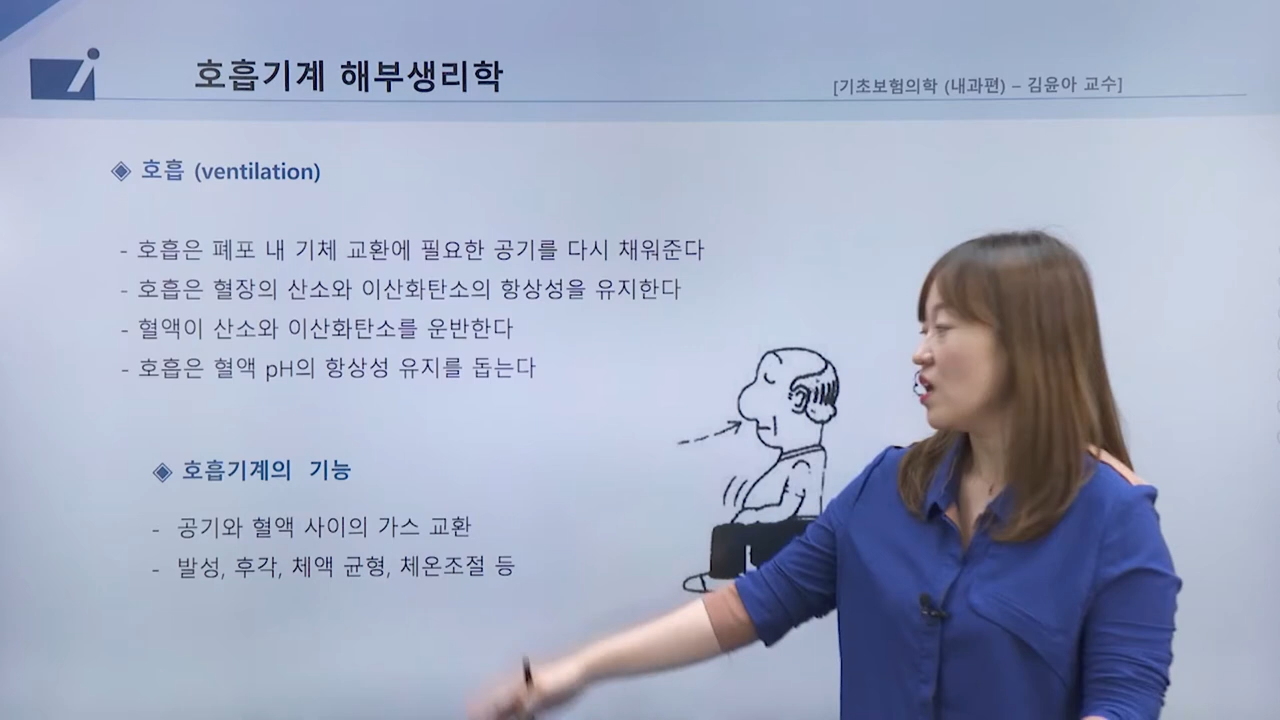 호흡기계 해부생리학
[기초보험의학 (내과편) – 김윤아 교수]
◈ 호흡 (ventilation)
- 호흡은 폐포 내 기체 교환에 필요한 공기를 다시 채워준다
- 호흡은 혈장의 산소와 이산화탄소의 항상성을 유지한다
- 혈액이 산소와 이산화탄소를 운반한다
- 호흡은 혈액 pH의 항상성 유지를 돕는다
◈ 호흡기계의 기능
- 공기와 혈액 사이의 가스 교환
- 발성, 후각, 체액 균형, 체온조절 등